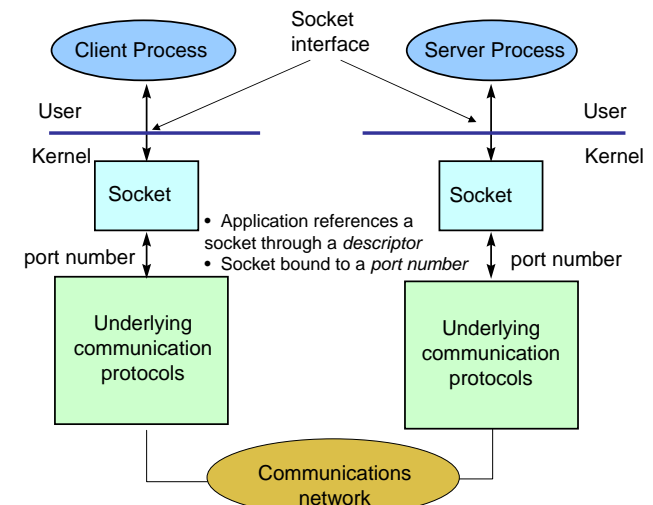 Socket
interface
Client Process
Server Process
User
User
Kernel
Kernel
Socket
Socket
• Application references a
socket through a descriptor
• Socket bound to a port number
port number
port number
Underlying
communication
protocols
Underlying
communication
protocols
Communications
network